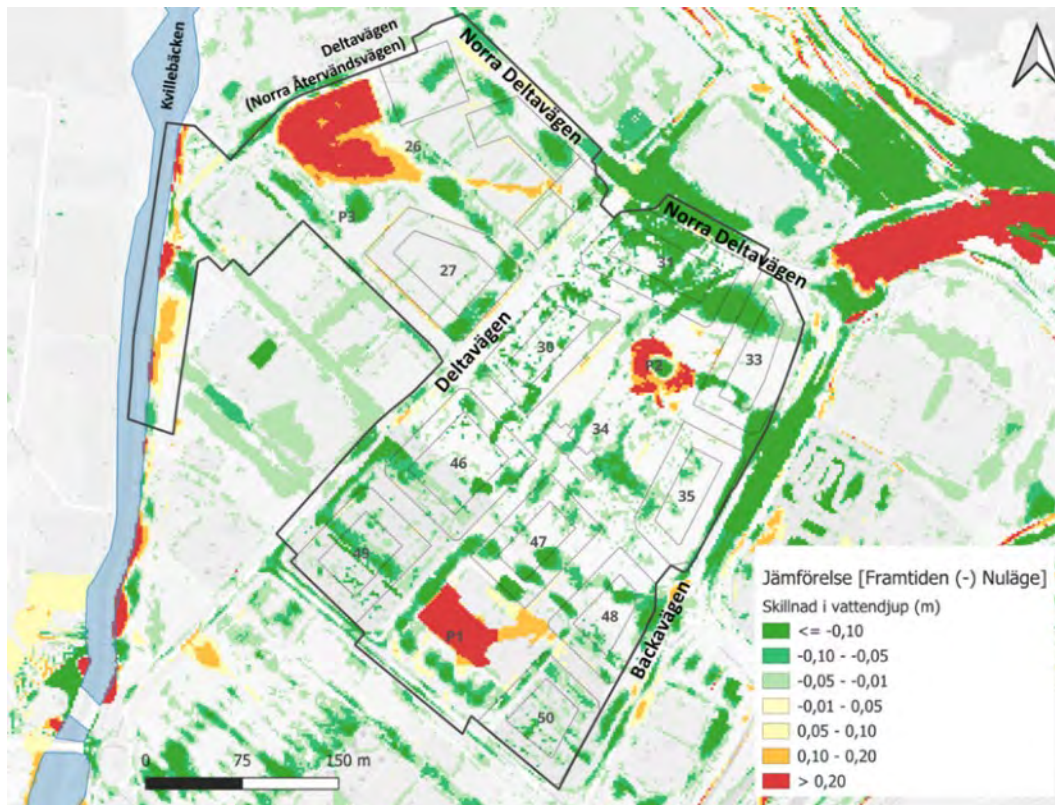 Kvillebäcken
Deltavägen
(Norra Återvändsvägen)
Norra Deltavägen
26
P3
27
Norra Deltavägen
31
30
P2
33
Deltavägen
34
46
35
47
49
48
P1
Backavägen
50
0 75 150 m
Jämförelse [Framtiden (-) Nuläge]
Skillnad i vattendjup (m)
<= -0,10
-0,10 - -0,05
-0,05 - -0,01
-0,01 - 0,05
0,05 - 0,10
0,10 - 0,20
> 0,20